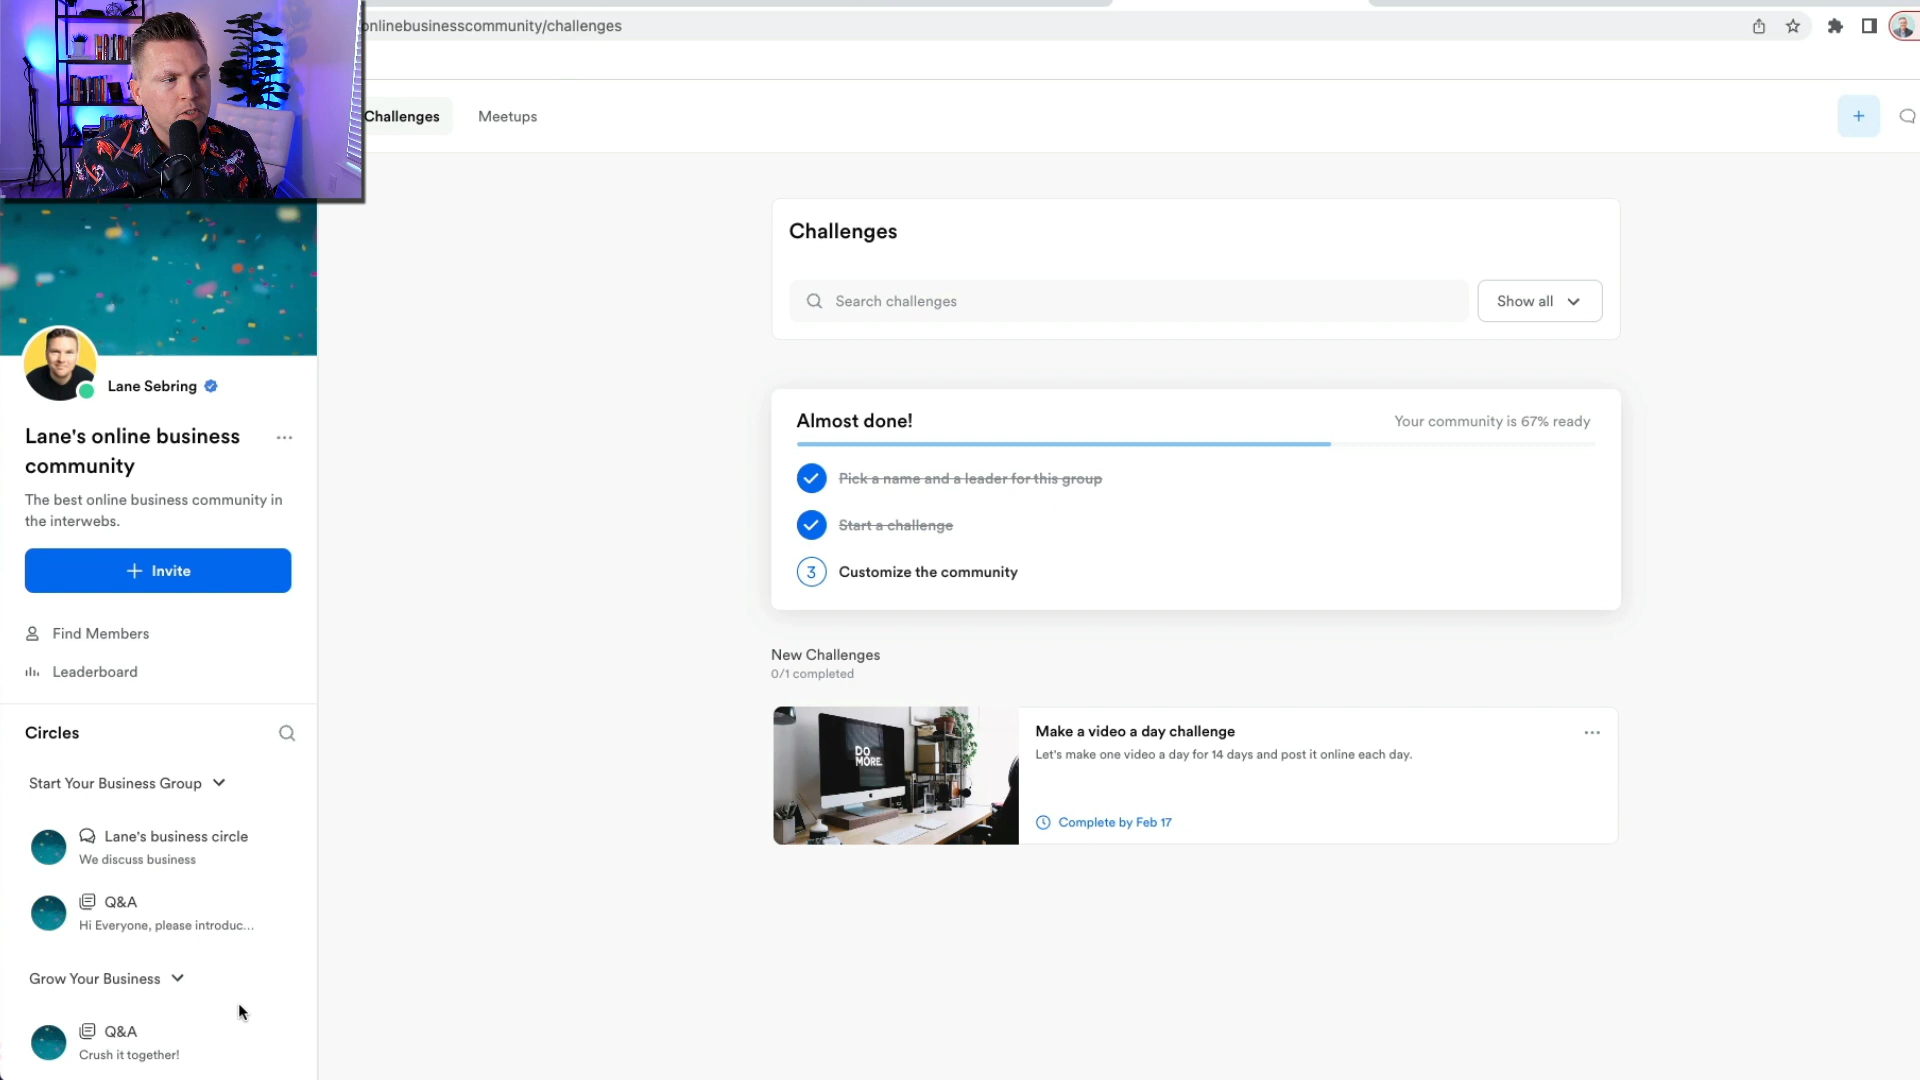 onlinebusinesscommunity/challenges
Challenges
Meetups
Lane Sebring
Lane's online business
community
The best online business community in
the interwebs.
Invite
Find Members
Leaderboard
Circles
Start Your Business Group
Lane's business circle
We discuss business
Q&A
Hi Everyone, please introduc...
Grow Your Business
Q&A
Crush it together!
Challenges
Search challenges
Show all
Almost done!
Your community is 67% ready
Pick a name and a leader for this group
Start a challenge
3 Customize the community
New Challenges
0/1 completed
DO
MORE.
Make a video a day challenge
Let's make one video a day for 14 days and post it online each day.
Complete by Feb 17